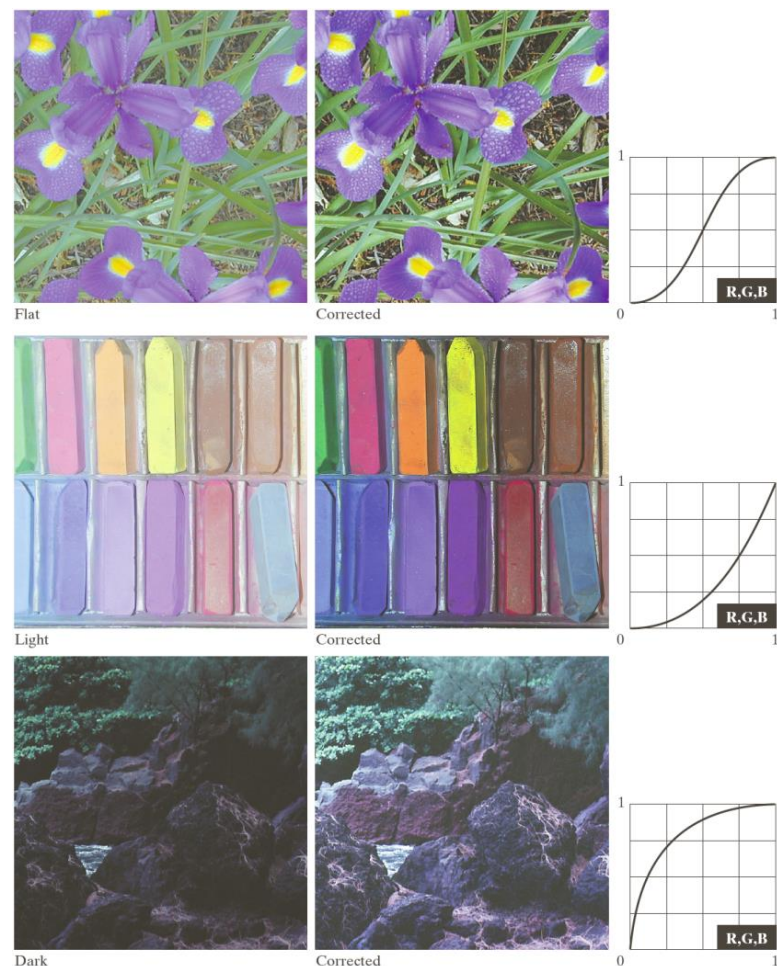 1
R,G,B
0 1
Flat Corrected
1
R,G,B
0 1
Light Corrected
1
R,G,B
0 1
Dark Corrected